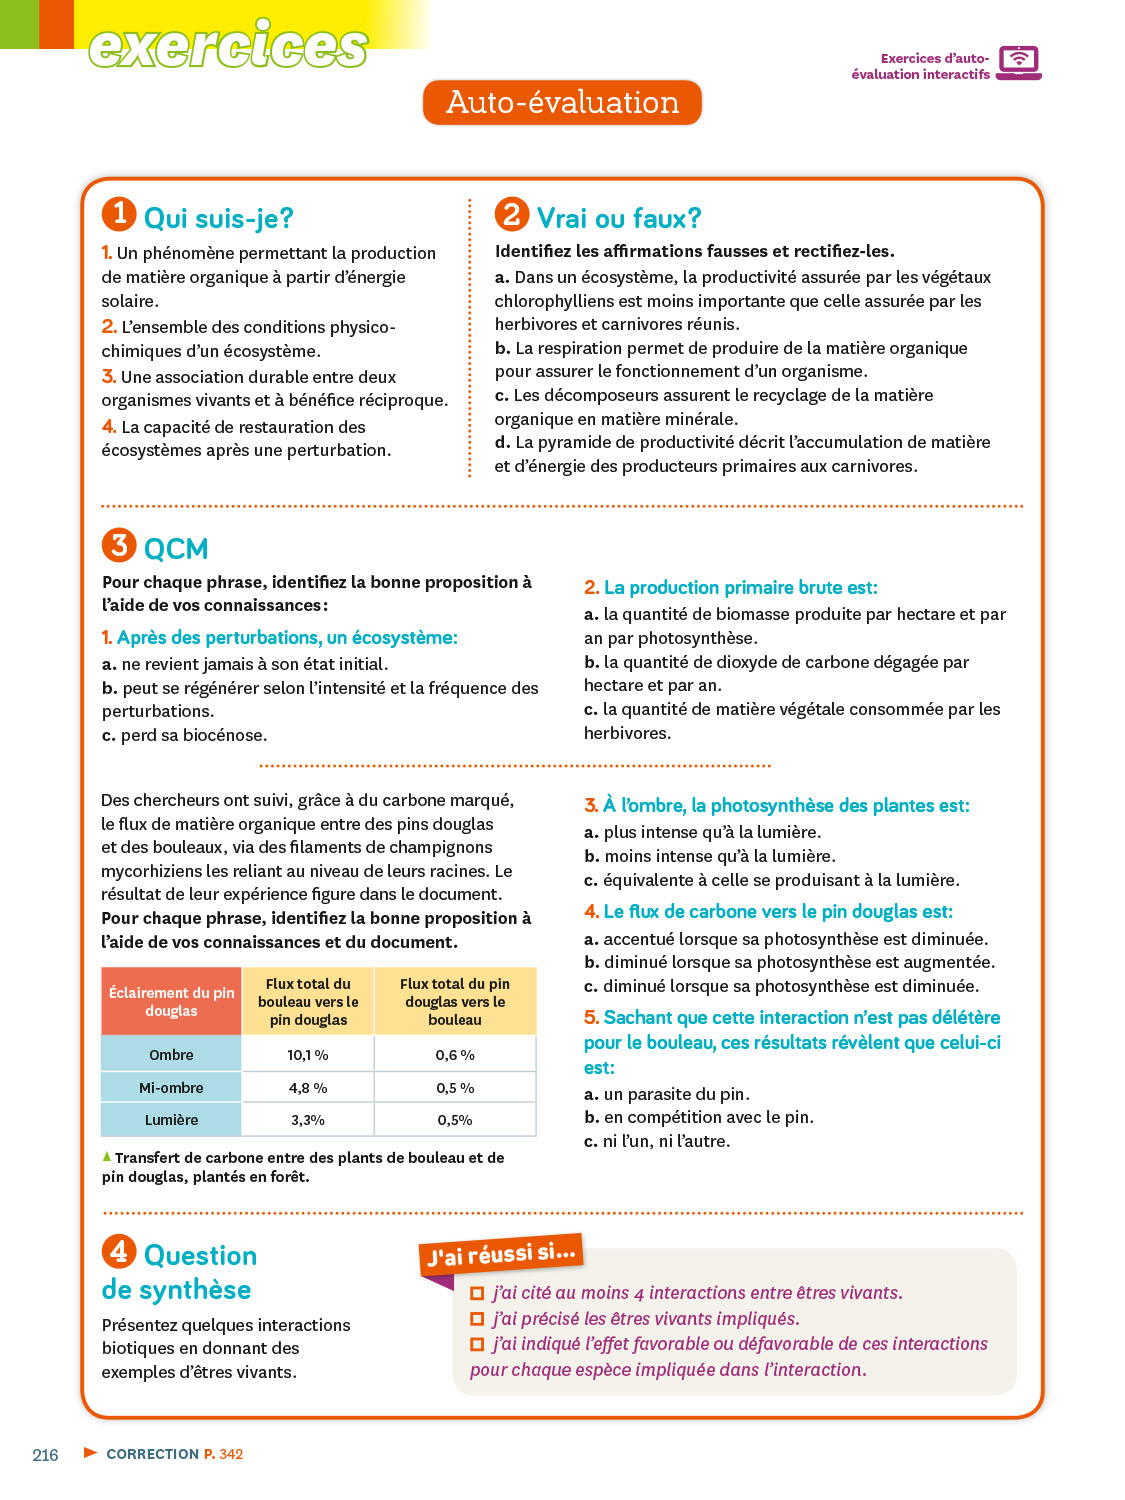 exercices
Exercices d'auto-
évaluation interactifs
Auto-évaluation
1 Qui suis-je?
1. Un phénomène permettant la production
de matière organique à partir d'énergie
solaire.
2. L'ensemble des conditions physico-
chimiques d'un écosystème.
3. Une association durable entre deux
organismes vivants et à bénéfice réciproque.
4. La capacité de restauration des
écosystèmes après une perturbation.
2 Vrai ou faux?
Identifiez les affirmations fausses et rectifiez-les.
a. Dans un écosystème, la productivité assurée par les végétaux
chlorophylliens est moins importante que celle assurée par les
herbivores et carnivores réunis.
b. La respiration permet de produire de la matière organique
pour assurer le fonctionnement d'un organisme.
c. Les décomposeurs assurent le recyclage de la matière
organique en matière minérale.
d. La pyramide de productivité décrit l'accumulation de matière
et d'énergie des producteurs primaires aux carnivores.
3 QCM
Pour chaque phrase, identifiez la bonne proposition à
l'aide de vos connaissances:
1. Après des perturbations, un écosystème:
a. ne revient jamais à son état initial.
b. peut se régénérer selon l'intensité et la fréquence des
perturbations.
c. perd sa biocénose.
2. La production primaire brute est:
a. la quantité de biomasse produite par hectare et par
an par photosynthèse.
b. la quantité de dioxyde de carbone dégagée par
hectare et par an.
c. la quantité de matière végétale consommée par les
herbivores.
Des chercheurs ont suivi, grâce à du carbone marqué,
le flux de matière organique entre des pins douglas
et des bouleaux, via des filaments de champignons
mycorhiziens les reliant au niveau de leurs racines. Le
résultat de leur expérience figure dans le document.
Pour chaque phrase, identifiez la bonne proposition à
l'aide de vos connaissances et du document.
Éclairement du pin
douglas
Flux total du
bouleau vers le
pin douglas
Flux total du pin
douglas vers le
bouleau
Ombre 10,1 % 0,6 %
Mi-ombre 4,8 % 0,5 %
Lumière 3,3% 0,5%
Transfert de carbone entre des plants de bouleau et de
pin douglas, plantés en forêt.
3. À l'ombre, la photosynthèse des plantes est:
a. plus intense qu'à la lumière.
b. moins intense qu'à la lumière.
c. équivalente à celle se produisant à la lumière.
4. Le flux de carbone vers le pin douglas est:
a. accentué lorsque sa photosynthèse est diminuée.
b. diminué lorsque sa photosynthèse est augmentée.
c. diminué lorsque sa photosynthèse est diminuée.
5. Sachant que cette interaction n'est pas délétère
pour le bouleau, ces résultats révèlent que celui-ci
est:
a. un parasite du pin.
b. en compétition avec le pin.
c. ni l'un, ni l'autre.
4 Question
de synthèse
Présentez quelques interactions
biotiques en donnant des
exemples d'êtres vivants.
J'ai réussi si...
j'ai cité au moins 4 interactions entre êtres vivants.
j'ai précisé les êtres vivants impliqués.
j'ai indiqué l'effet favorable ou défavorable de ces interactions
pour chaque espèce impliquée dans l'interaction.
216
CORRECTION P. 342